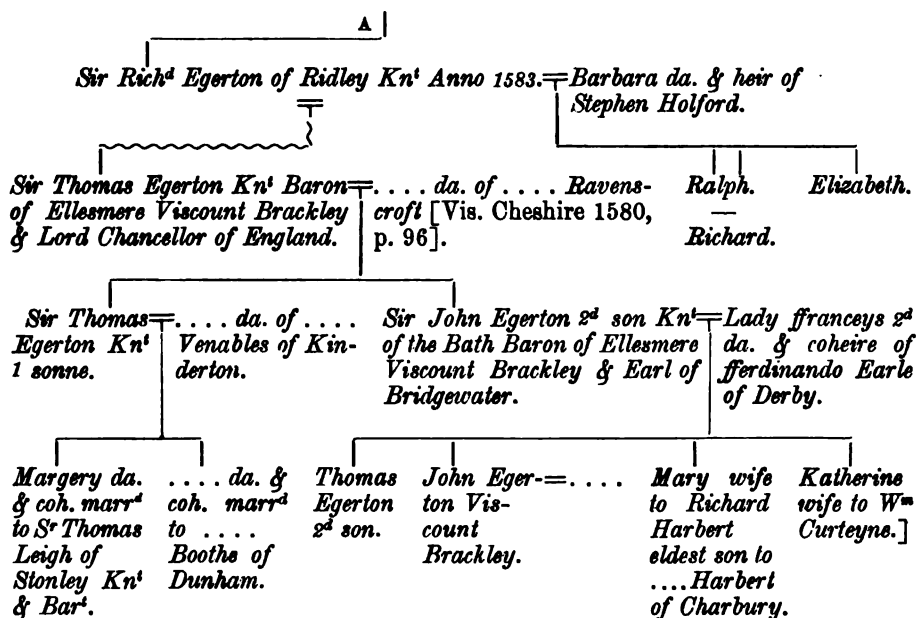 A
Sir Richᵈ Egerton of Ridley Knᵗ Anno 1583.
Barbara da. & heir of
Stephen Holford.
Sir Thomas Egerton Knᵗ Baron
of Ellesmere Viscount Brackley
& Lord Chancellor of England.
. . . . da. of . . . . Ravens-
croft [Vis. Cheshire 1580,
p. 96].
Ralph.
—
Richard.
Elizabeth.
Sir Thomas
Egerton Knᵗ
1 sonne.
. . . . da. of . . . .
Venables of Kin-
derton.
Sir John Egerton 2ᵈ son Knᵗ
of the Bath Baron of Ellesmere
Viscount Brackley & Earl of
Bridgewater.
Lady ffranceys 2ᵈ
da. & coheire of
fferdinando Earle
of Derby.
Margery da.
& coh. marrᵈ
to Sʳ Thomas
Leigh of
Stonley Knᵗ
& Barᵗ.
. . . . da. &
coh. marrᵈ
to . . . .
Booths of
Dunham.
Thomas
Egerton
2ᵈ son.
John Eger-=. . . .
ton Vis-
count
Brackley.
Mary wife
to Richard
Harbert
eldest son to
. . . . Harbert
of Charbury.
Katherine
wife to Wᵐ
Curteyne.]